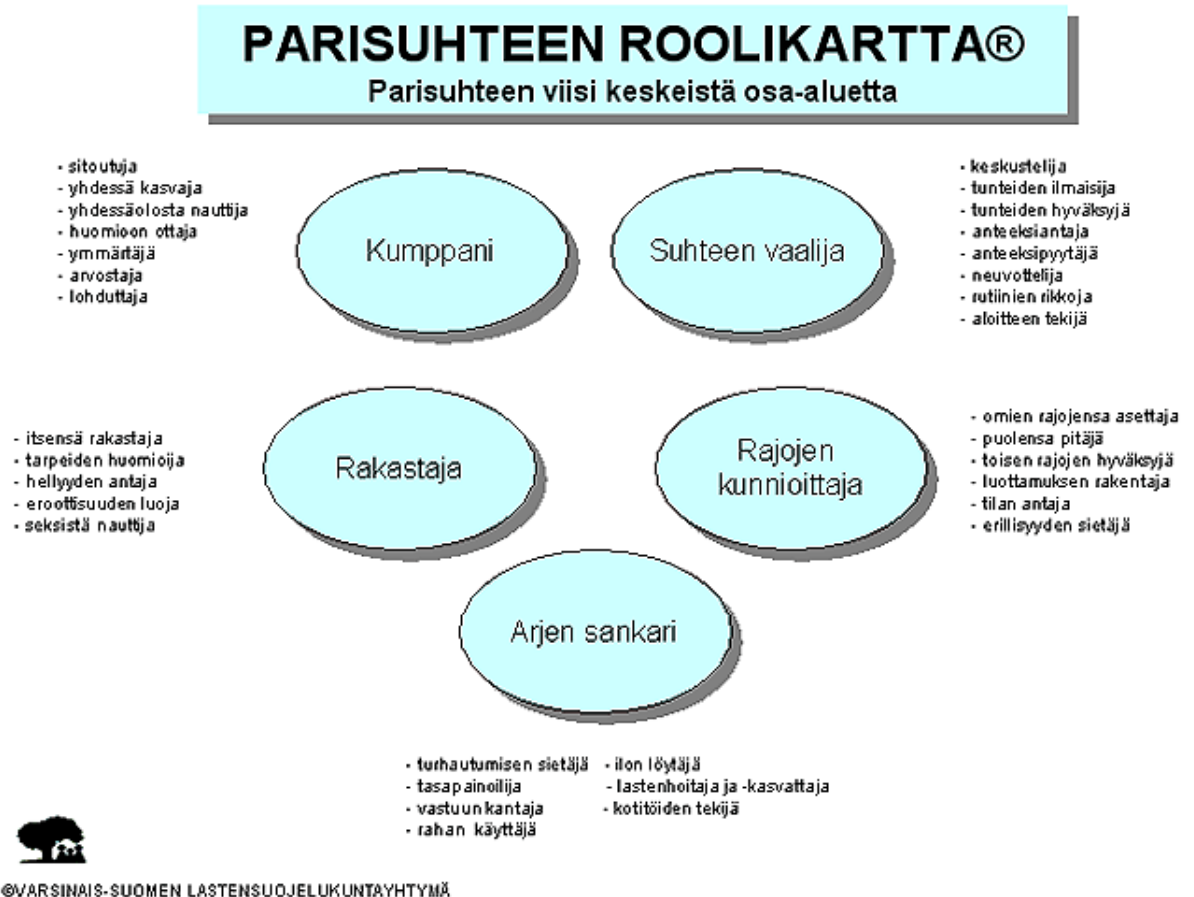 PARISUHTEEN ROOLIKARTTA®
Parisuhteen viisi keskeistä osa-aluetta
- sitoutuja
- yhdessä kasvaja
- yhdessäolosta nauttija
- huomioon ottaja
- ymmärtäjä
- arvostaja
- lohduttaja
Kumppani
Suhteen vaalija
- keskustelija
- tunteiden ilmaisija
- tunteiden hyväksyjä
- anteeksiantaja
- anteeksipyytäjä
- neuvottelija
- rutiinien rikkoja
- aloitteen tekijä
- itsensä rakastaja
- tarpeiden huomioija
- hellyyden antaja
- eroottisuuden luoja
- seksistä nauttija
Rakastaja
Rajojen
kunnioittaja
- omien rajojensa asettaja
- puolensa pitäjä
- toisen rajojen hyväksyjä
- luottamuksen rakentaja
- tilan antaja
- erillisyyden sietäjä
Arjen sankari
- turhautumisen sietäjä
- tasapainoilija
- vastuunkantaja
- rahan käyttäjä
- ilon löytäjä
- lastenhoitaja ja -kasvattaja
- kotitöiden tekijä
©VARSINAIS-SUOMEN LASTENSUOJELUKUNTAYHTYMÄ